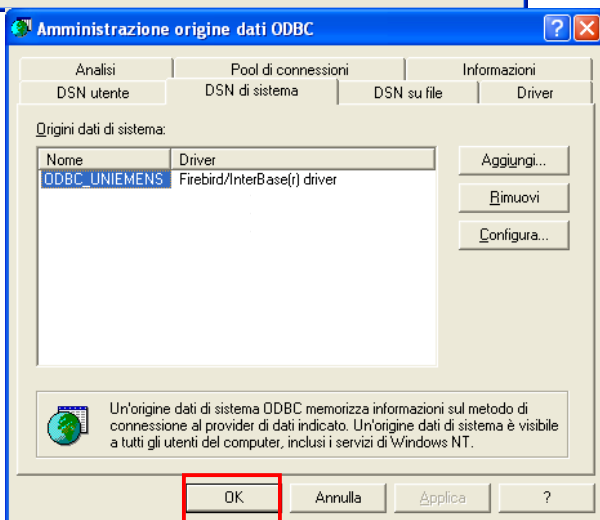 Amministrazione origine dati ODBC
Analisi Pool di connessioni Informazioni
DSN utente DSN di sistema DSN su file Driver
Origini dati di sistema:
Nome Driver
ODBC_UNIEMENS Firebird/InterBase(r) driver
Aggiungi...
Rimuovi
Configura...
Un'origine dati di sistema ODBC memorizza informazioni sul metodo di
connessione al provider di dati indicato. Un'origine dati di sistema è visibile
a tutti gli utenti del computer, inclusi i servizi di Windows NT.
OK Annulla Applica ?